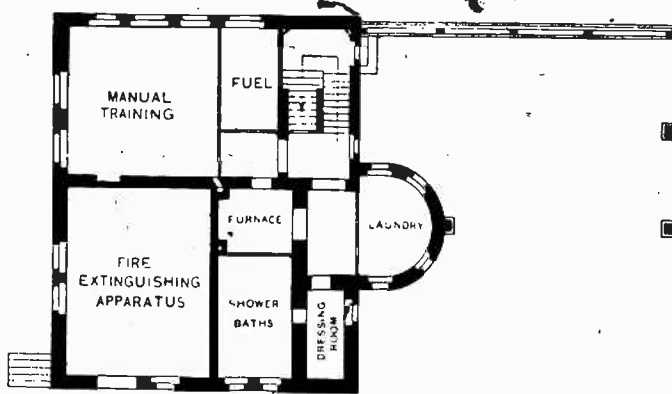 MANUAL
TRAINING
FUEL
FURNACE
LAUNDRY
FIRE
EXTINGUISHING
APPARATUS
SHOWER
BATHS
DRESSING
ROOM